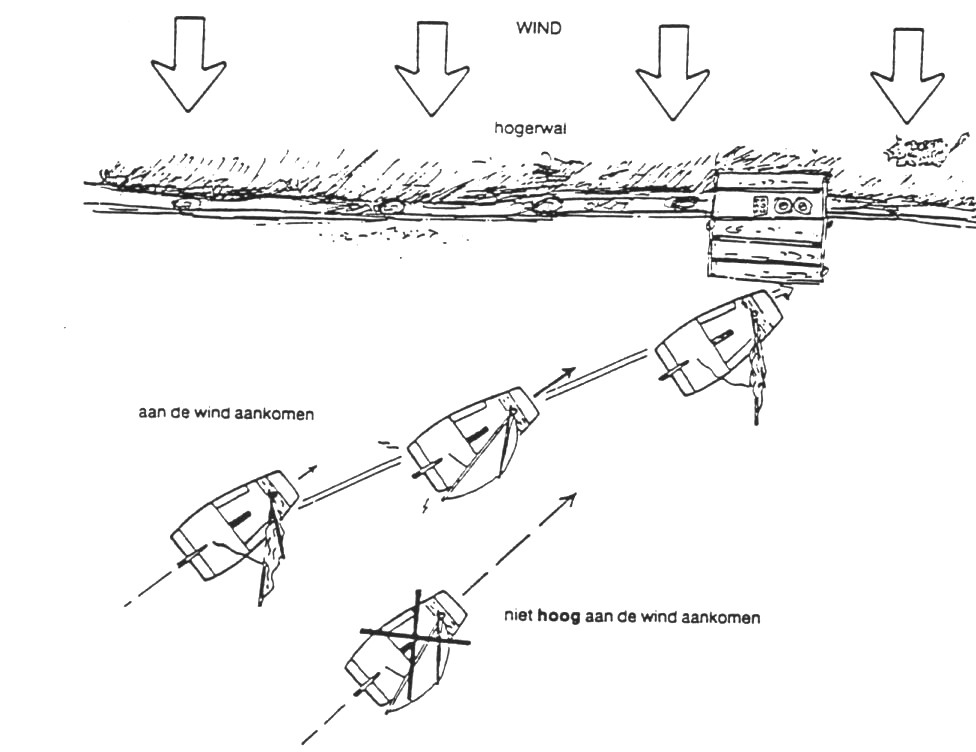 WIND
hogerwal
aan de wind aankomen
niet hoog aan de wind aankomen